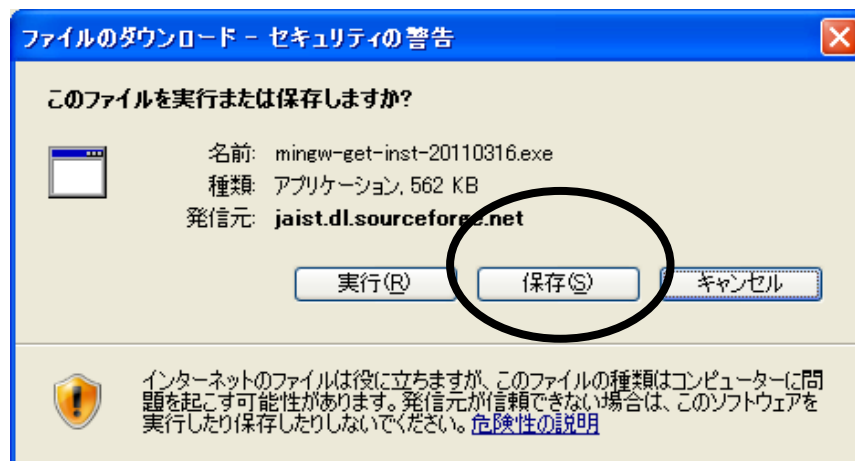 ファイルのダウンロード - セキュリティの警告
このファイルを実行または保存しますか?
名前: mingw-get-inst-20110316.exe
種類: アプリケーション, 562 KB
発信元: jaist.dl.sourceforge.net
実行(R) 保存(S) キャンセル
インターネットのファイルは役に立ちますが、このファイルの種類はコンピューターに問
題を起こす可能性があります。発信元が信頼できない場合は、このソフトウェアを
実行したり保存したりしないでください。危険性の説明